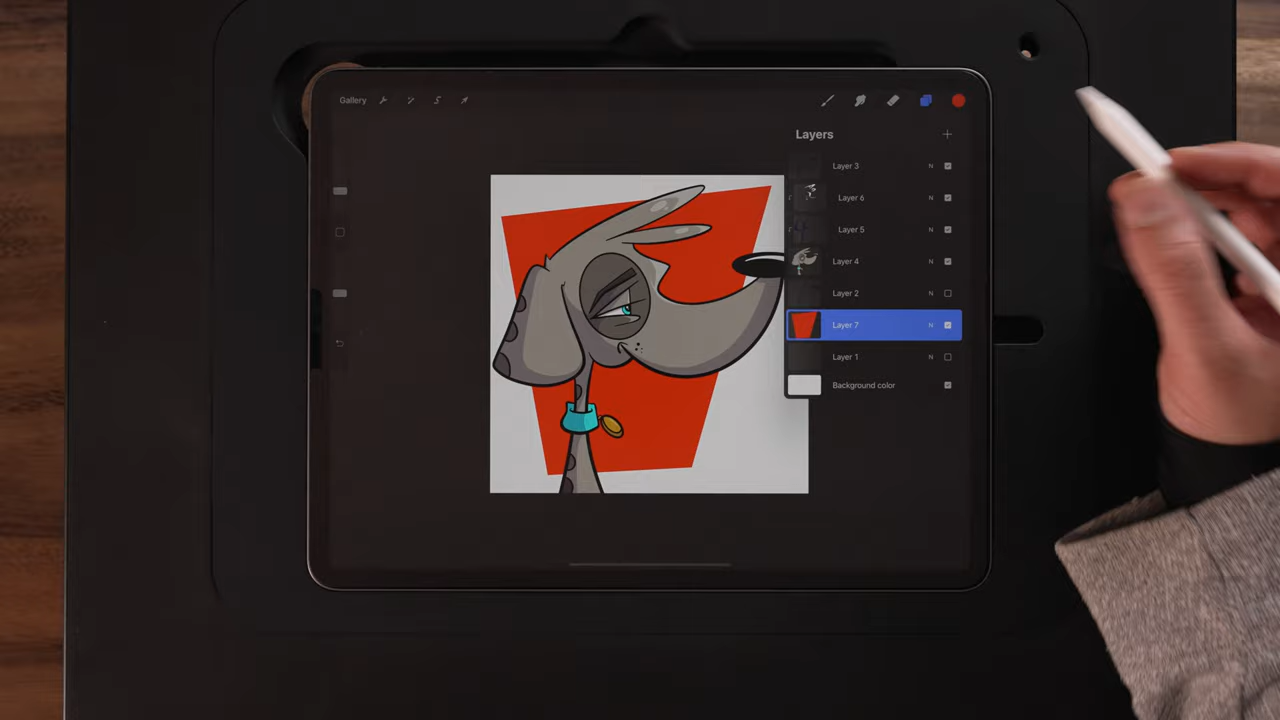 Gallery
Layers
Layer 3 N
Layer 6 N
Layer 5 N
Layer 4 N
Layer 2 N
Layer 7 N
Layer 1 N
Background color